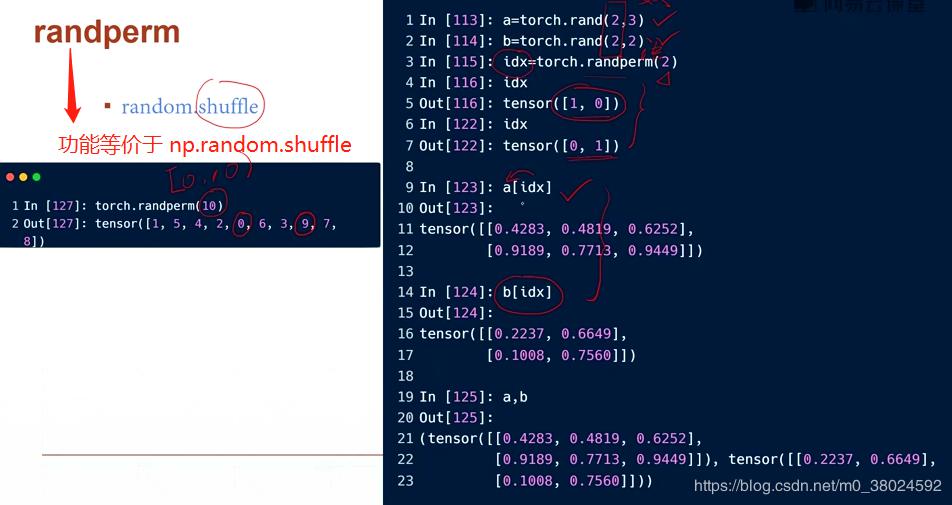 randperm
▪ random.shuffle
功能等价于 np.random.shuffle
[0,10)
1 In [127]: torch.randperm(10)
2 Out[127]: tensor([1, 5, 4, 2, 0, 6, 3, 9, 7,
8])
1 In [113]: a=torch.rand(2,3)
2 In [114]: b=torch.rand(2,2)
3 In [115]: idx=torch.randperm(2)
4 In [116]: idx
5 Out[116]: tensor([1, 0])
6 In [122]: idx
7 Out[122]: tensor([0, 1])
8
9 In [123]: a[idx]
10 Out[123]:
11 tensor([[0.4283, 0.4819, 0.6252],
12 [0.9189, 0.7713, 0.9449]])
13
14 In [124]: b[idx]
15 Out[124]:
16 tensor([[0.2237, 0.6649],
17 [0.1008, 0.7560]])
18
19 In [125]: a,b
20 Out[125]:
21 (tensor([[0.4283, 0.4819, 0.6252],
22 [0.9189, 0.7713, 0.9449]]), tensor([[0.2237, 0.6649],
23 [0.1008, 0.7560]]))
https://blog.csdn.net/m0_38024592